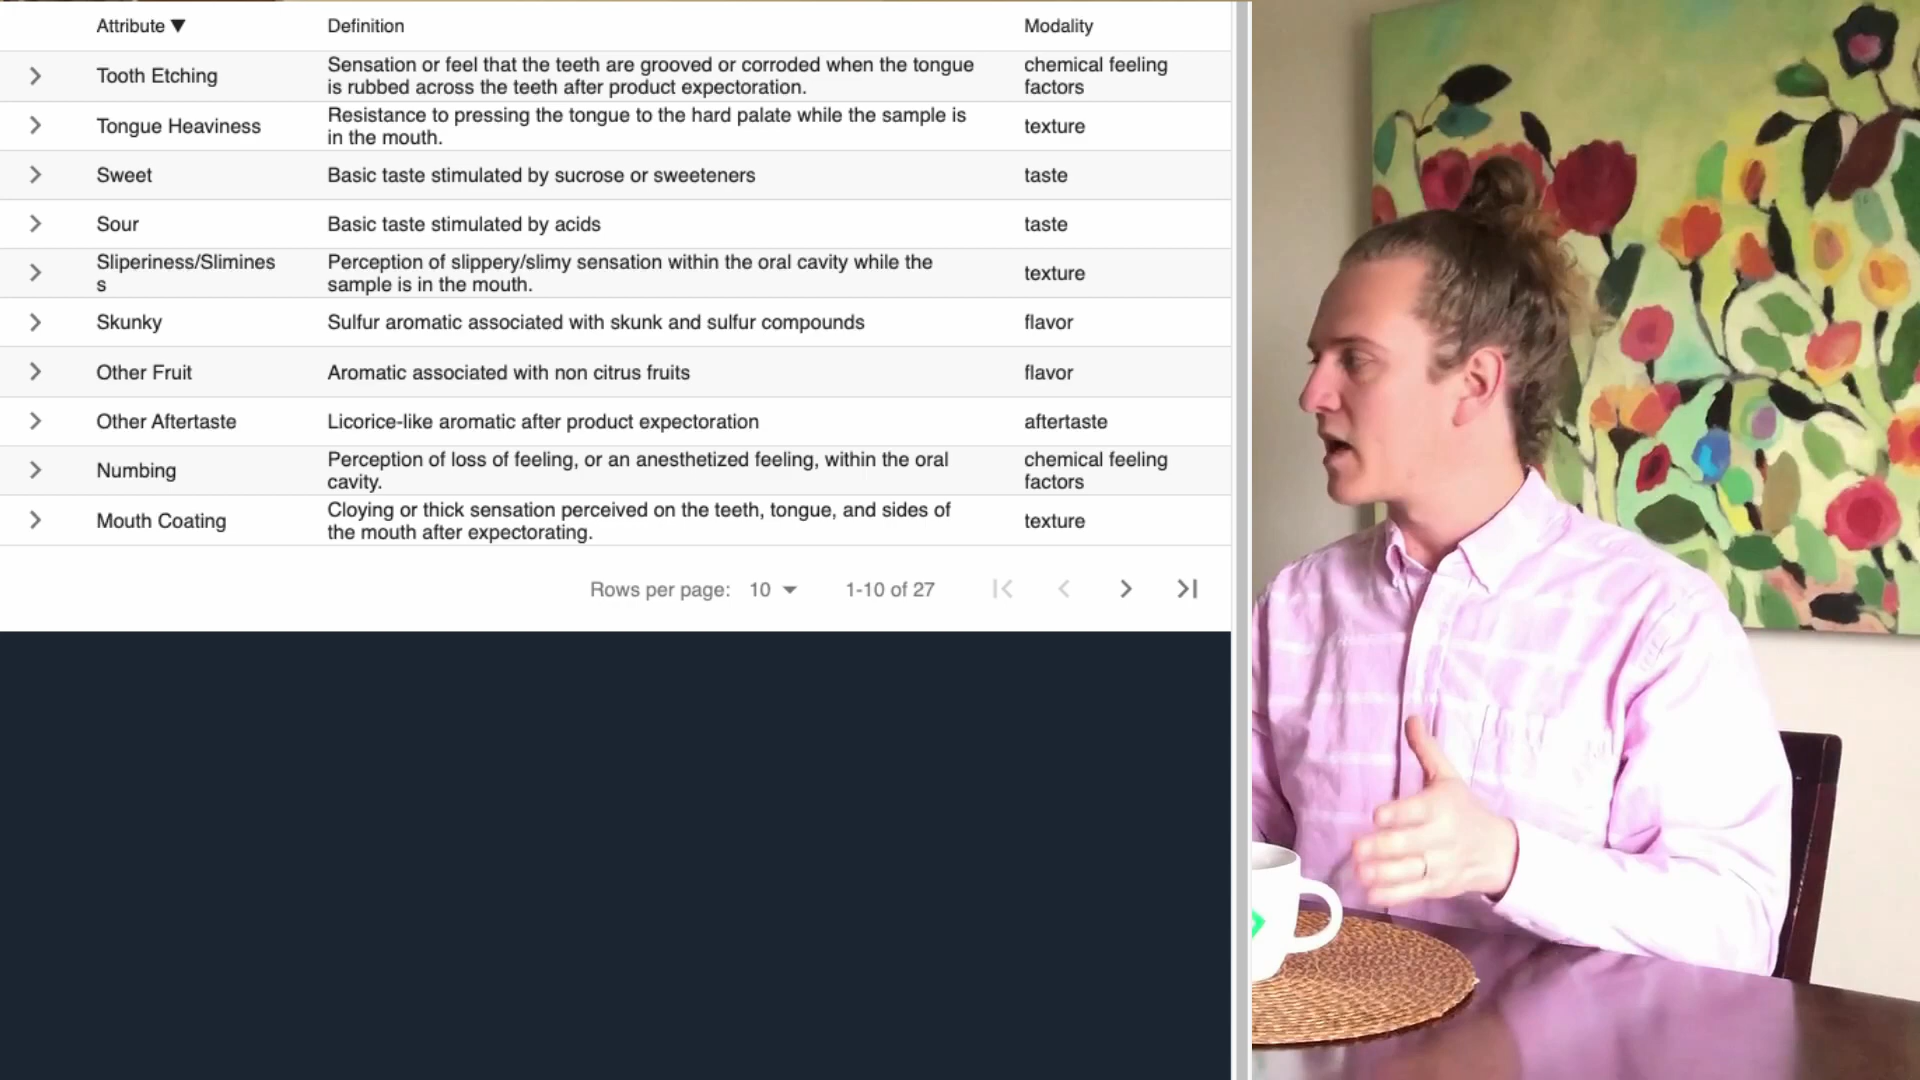 Attribute ▼ Definition Modality
Tooth Etching Sensation or feel that the teeth are grooved or corroded when the tongue chemical feeling
is rubbed across the teeth after product expectoration. factors
Tongue Heaviness Resistance to pressing the tongue to the hard palate while the sample is texture
in the mouth.
Sweet Basic taste stimulated by sucrose or sweeteners taste
Sour Basic taste stimulated by acids taste
Sliperiness/Slimines Perception of slippery/slimy sensation within the oral cavity while the texture
s sample is in the mouth.
Skunky Sulfur aromatic associated with skunk and sulfur compounds flavor
Other Fruit Aromatic associated with non citrus fruits flavor
Other Aftertaste Licorice-like aromatic after product expectoration aftertaste
Numbing Perception of loss of feeling, or an anesthetized feeling, within the oral chemical feeling
cavity. factors
Mouth Coating Cloying or thick sensation perceived on the teeth, tongue, and sides of texture
the mouth after expectorating.
Rows per page: 10 1-10 of 27